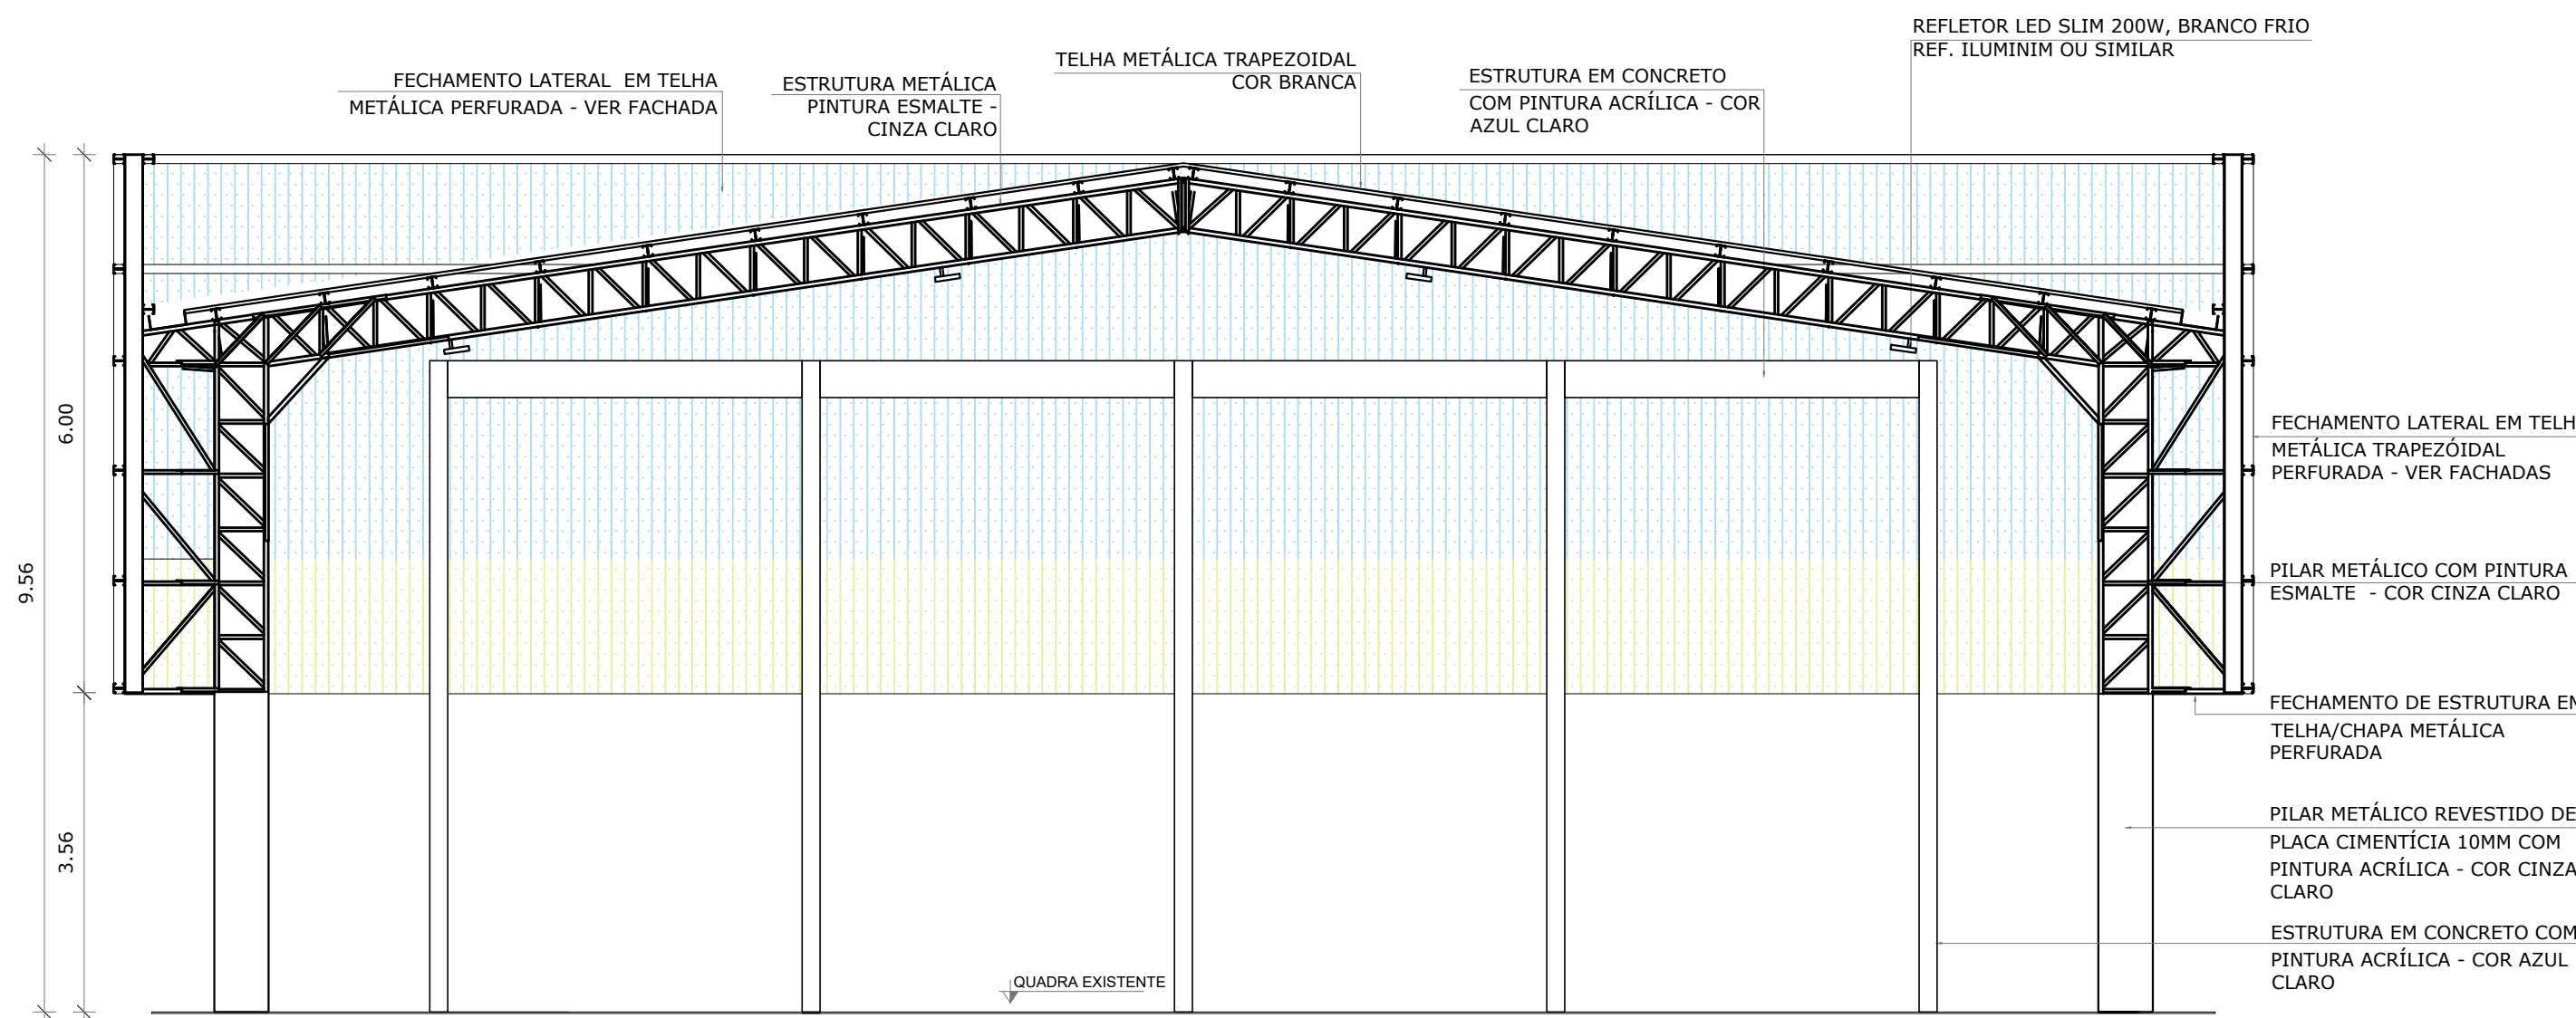 REFLETOR LED SLIM 200W, BRANCO FRIO
REF. ILUMINIM OU SIMILAR
TELHA METÁLICA TRAPEZOIDAL
COR BRANCA
ESTRUTURA EM CONCRETO
COM PINTURA ACRÍLICA - COR
AZUL CLARO
FECHAMENTO LATERAL EM TELHA
METÁLICA PERFURADA - VER FACHADA
ESTRUTURA METÁLICA
PINTURA ESMALTE -
CINZA CLARO
6.00
9.56
3.56
FECHAMENTO LATERAL EM TELH
METÁLICA TRAPEZÓIDAL
PERFURADA - VER FACHADAS
PILAR METÁLICO COM PINTURA
ESMALTE - COR CINZA CLARO
FECHAMENTO DE ESTRUTURA EM
TELHA/CHAPA METÁLICA
PERFURADA
PILAR METÁLICO REVESTIDO DE
PLACA CIMENTÍCIA 10MM COM
PINTURA ACRÍLICA - COR CINZA
CLARO
ESTRUTURA EM CONCRETO COM
PINTURA ACRÍLICA - COR AZUL
CLARO
QUADRA EXISTENTE